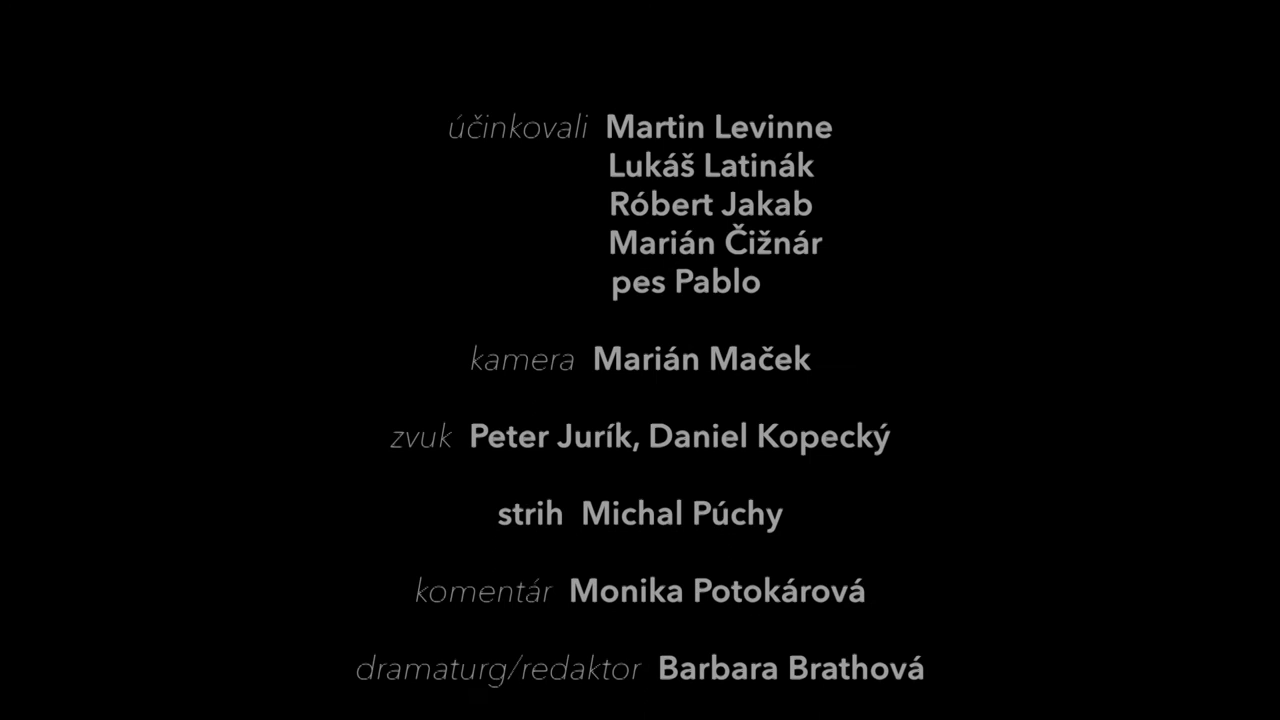 účinkovali Martin Levinne
Lukáš Latinák
Róbert Jakab
Marián Čižnár
pes Pablo
kamera Marián Maček
zvuk Peter Jurík, Daniel Kopecký
strih Michal Púchy
komentár Monika Potokárová
dramaturg/redaktor Barbara Brathová